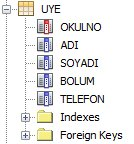 UYE
OKULNO
ADI
SOYADI
BOLUM
TELEFON
Indexes
Foreign Keys